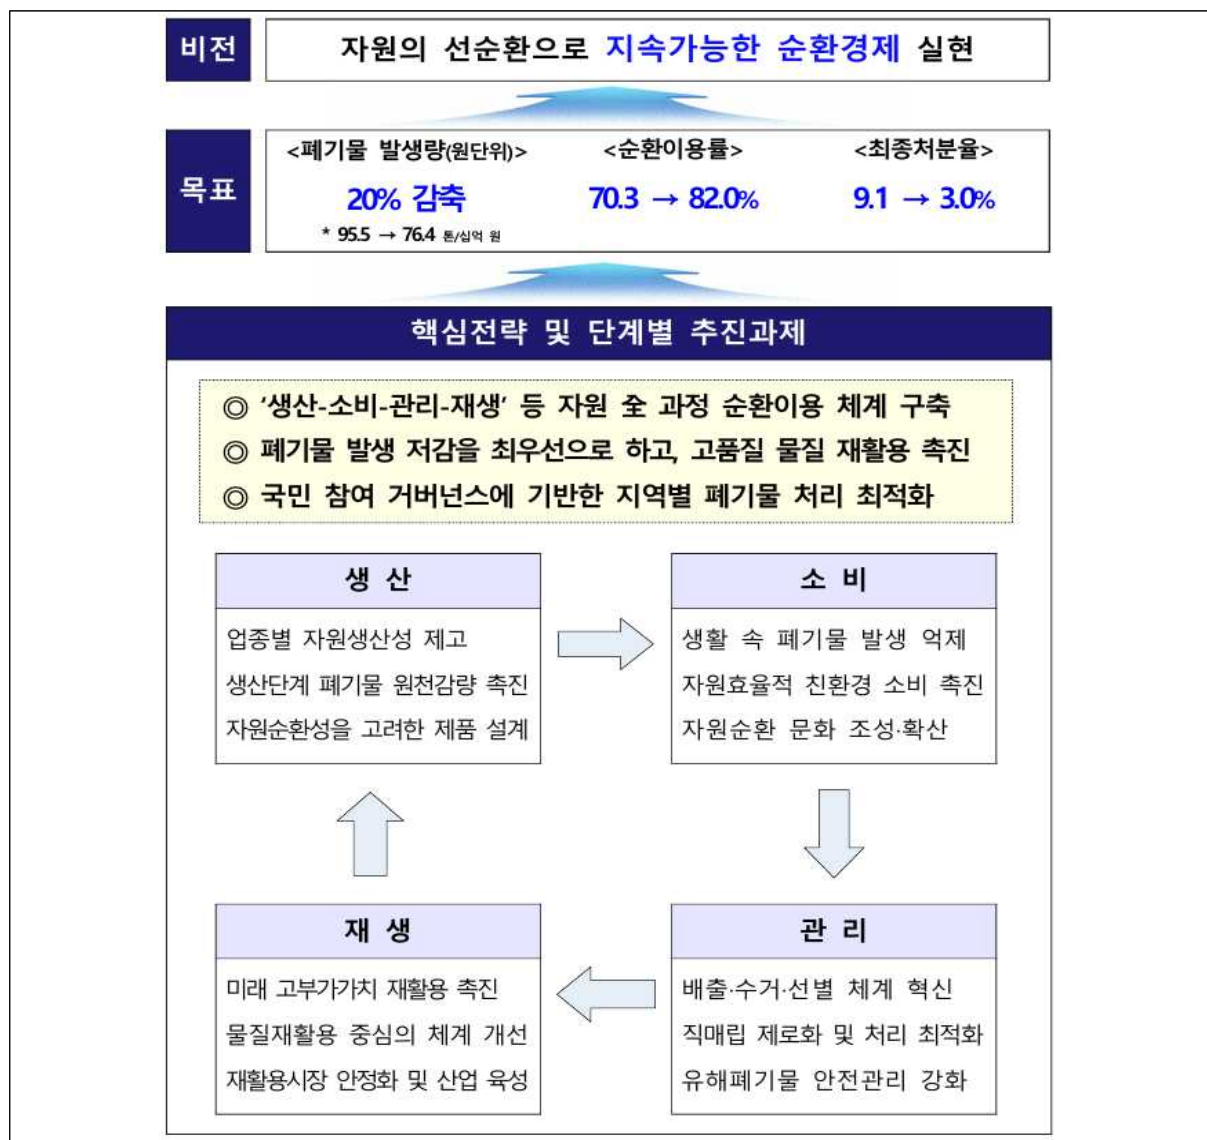 비전
자원의 선순환으로 지속가능한 순환경제 실현
목표
<폐기물 발생량(원단위)> <순환이용률> <최종처분율>
20% 감축 70.3 → 82.0% 9.1 → 3.0%
* 95.5 → 76.4 톤/십억 원
핵심전략 및 단계별 추진과제
◎ '생산-소비-관리-재생' 등 자원 全 과정 순환이용 체계 구축
◎ 폐기물 발생 저감을 최우선으로 하고, 고품질 물질 재활용 촉진
◎ 국민 참여 거버넌스에 기반한 지역별 폐기물 처리 최적화
생 산
업종별 자원생산성 제고
생산단계 폐기물 원천감량 촉진
자원순환성을 고려한 제품 설계
소 비
생활 속 폐기물 발생 억제
자원효율적 친환경 소비 촉진
자원순환 문화 조성·확산
재 생
미래 고부가가치 재활용 촉진
물질재활용 중심의 체계 개선
재활용시장 안정화 및 산업 육성
관 리
배출·수거·선별 체계 혁신
직매립 제로화 및 처리 최적화
유해폐기물 안전관리 강화